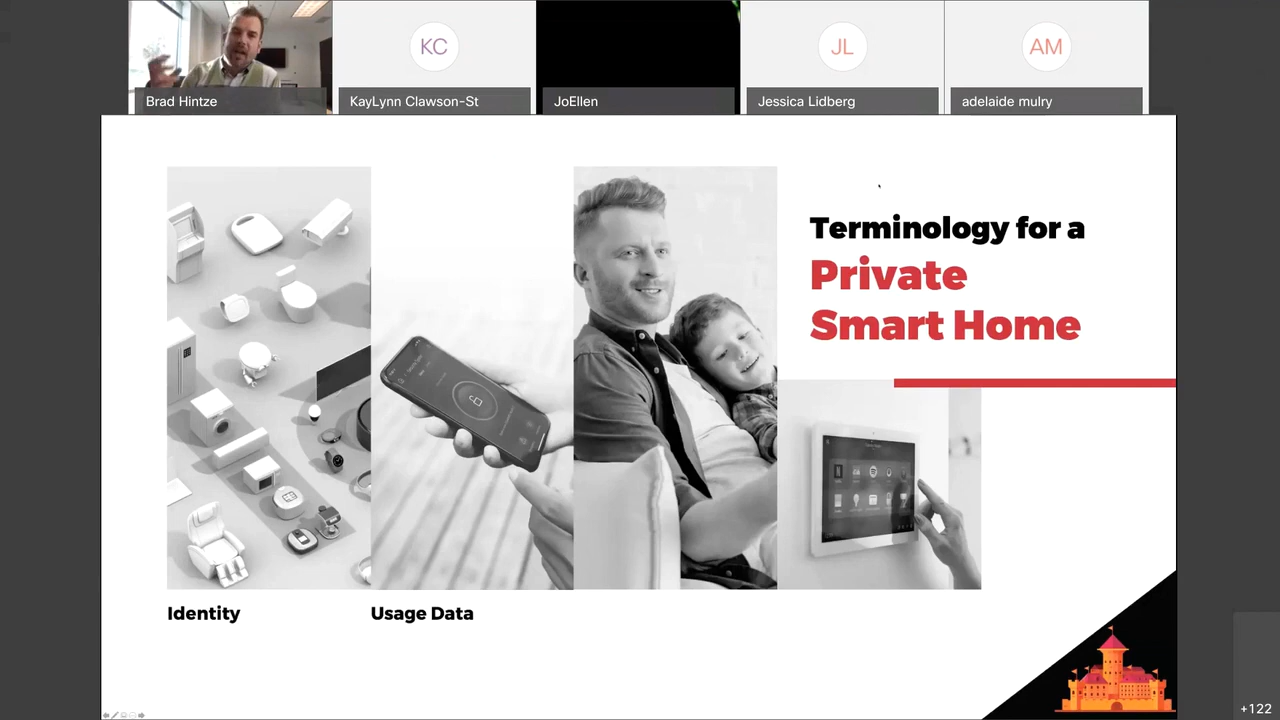 Brad Hintze
KC
KayLynn Clawson-St
JoEllen
JL
Jessica Lidberg
AM
adelaide mulry
Terminology for a
Private
Smart Home
Identity
Usage Data
+122